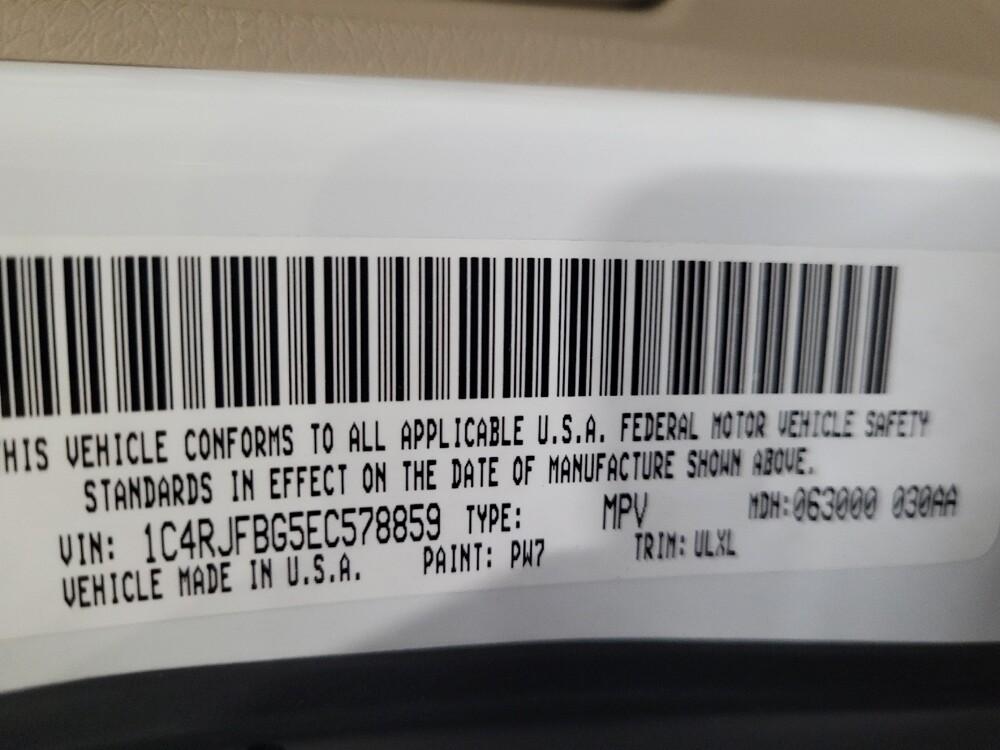 HIS VEHICLE CONFORMS TO ALL APPLICABLE U.S.A. FEDERAL MOTOR VEHICLE SAFETY
STANDARDS IN EFFECT ON THE DATE OF MANUFACTURE SHOWN ABOVE.
VIN: 1C4RJFBG5EC578859 TYPE: MPV MDH:063000 030AA
VEHICLE MADE IN U.S.A. PAINT: PW7 TRIM: ULXL